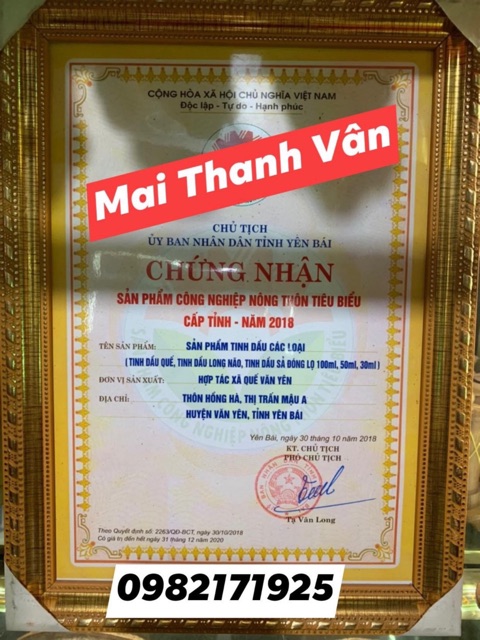 CỘNG HÒA XÃ HỘI CHỦ NGHĨA VIỆT NAM
Độc lập - Tự do - Hạnh phúc
Mai Thanh Vân
CHỦ TỊCH
ỦY BAN NHÂN DÂN TỈNH YÊN BÁI
CHỨNG NHẬN
SẢN PHẨM CÔNG NGHIỆP NÔNG THÔN TIÊU BIỂU
CẤP TỈNH - NĂM 2018
TÊN SẢN PHẨM: SẢN PHẨM TINH DẦU CÁC LOẠI
(TINH DẦU QUẾ, TINH DẦU LONG NÃO, TINH DẦU SẢ ĐÓNG LỌ 100ml, 50ml, 30ml)
ĐƠN VỊ SẢN XUẤT: HỢP TÁC XÃ QUẾ VĂN YÊN
ĐỊA CHỈ: THÔN HỒNG HÀ, THỊ TRẤN MẬU A
HUYỆN VĂN YÊN, TỈNH YÊN BÁI
Yên Bái, ngày 30 tháng 10 năm 2018
KT. CHỦ TỊCH
PHÓ CHỦ TỊCH
Tạ Văn Long
Theo Quyết định số: 2263/QĐ-BCT, ngày 30/10/2018
Có giá trị đến hết ngày 31 tháng 12 năm 2020
0982171925